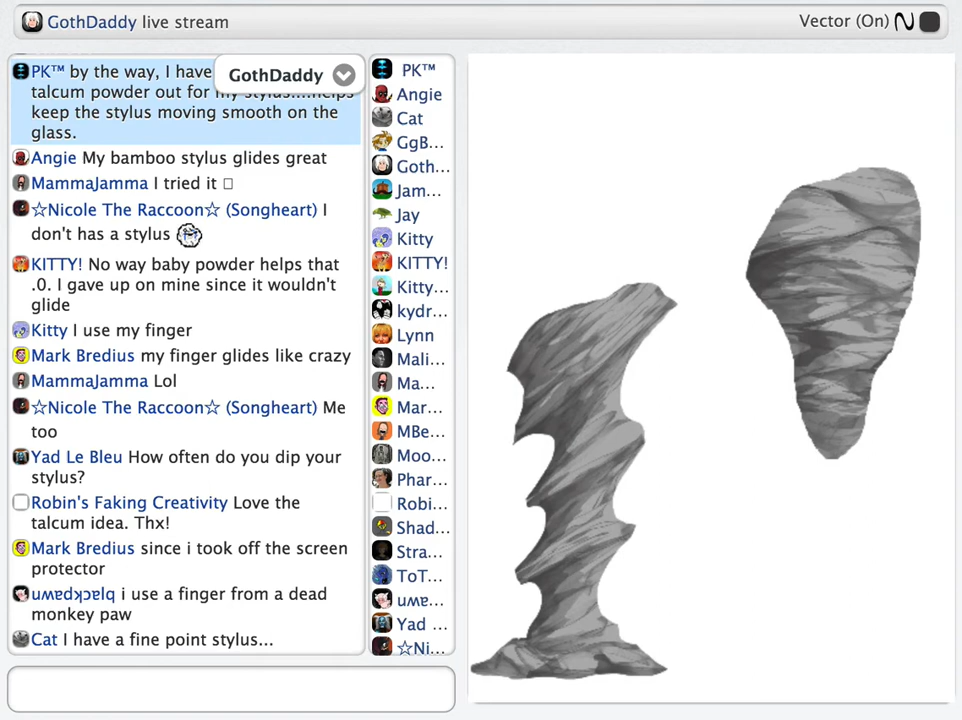 GothDaddy live stream
Vector (On)
PK™ by the way, I have
GothDaddy
talcum powder out for my stylus....helps
keep the stylus moving smooth on the
glass.
Angie My bamboo stylus glides great
MammaJamma I tried it
☆Nicole The Raccoon☆ (Songheart) I
don't has a stylus
KITTY! No way baby powder helps that
.0. I gave up on mine since it wouldn't
glide
Kitty I use my finger
Mark Bredius my finger glides like crazy
MammaJamma Lol
☆Nicole The Raccoon☆ (Songheart) Me
too
Yad Le Bleu How often do you dip your
stylus?
Robin's Faking Creativity Love the
talcum idea. Thx!
Mark Bredius since i took off the screen
protector
uʍɐdʞɔɐlq i use a finger from a dead
monkey paw
Cat I have a fine point stylus...
PK™
Angie
Cat
GgB...
Goth...
Jam...
Jay
Kitty
KITTY!
Kitty...
kydr...
Lynn
Mali...
Ma...
Mar...
MBe...
Moo...
Phar...
Robi...
Shad...
Stra...
ToT...
uʍɐ...
Yad ...
☆Ni...